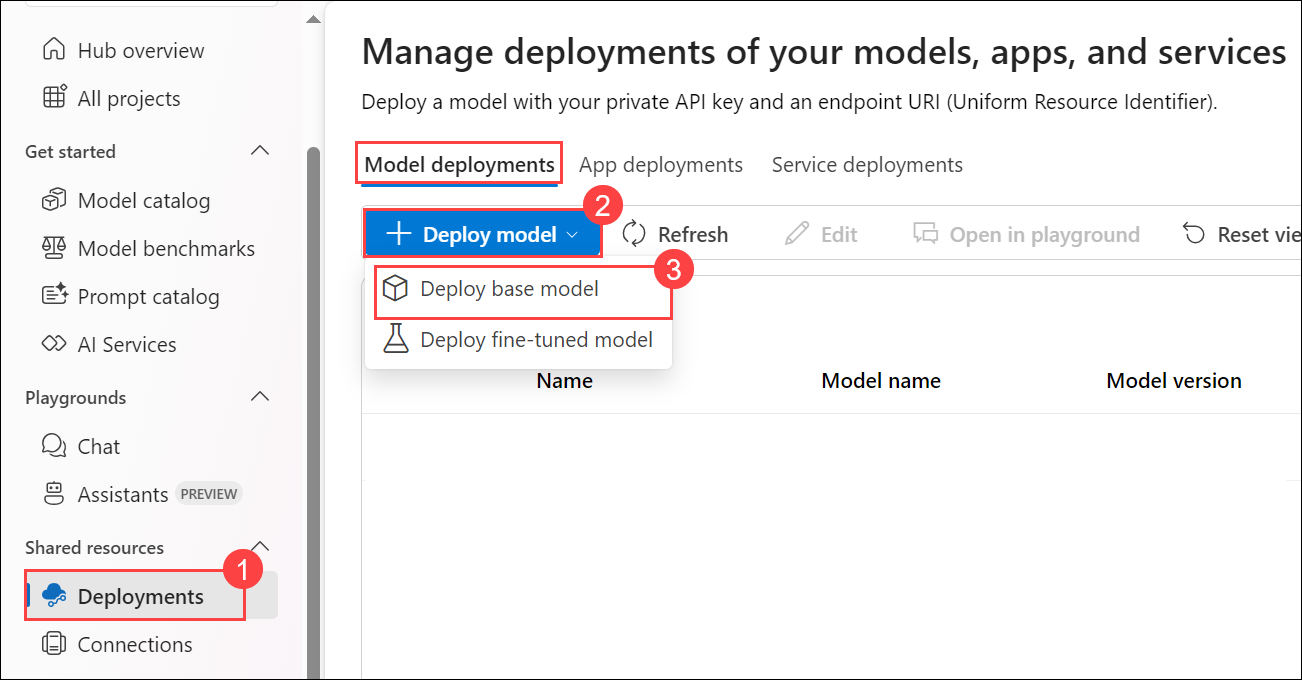 Hub overview
All projects
Get started
Model catalog
Model benchmarks
Prompt catalog
AI Services
Playgrounds
Chat
Assistants PREVIEW
Shared resources
1
Deployments
Connections
Manage deployments of your models, apps, and services
Deploy a model with your private API key and an endpoint URI (Uniform Resource Identifier).
Model deployments App deployments Service deployments
2
Deploy model Refresh Edit Open in playground Reset vie
3
Deploy base model
Deploy fine-tuned model
Name Model name Model version